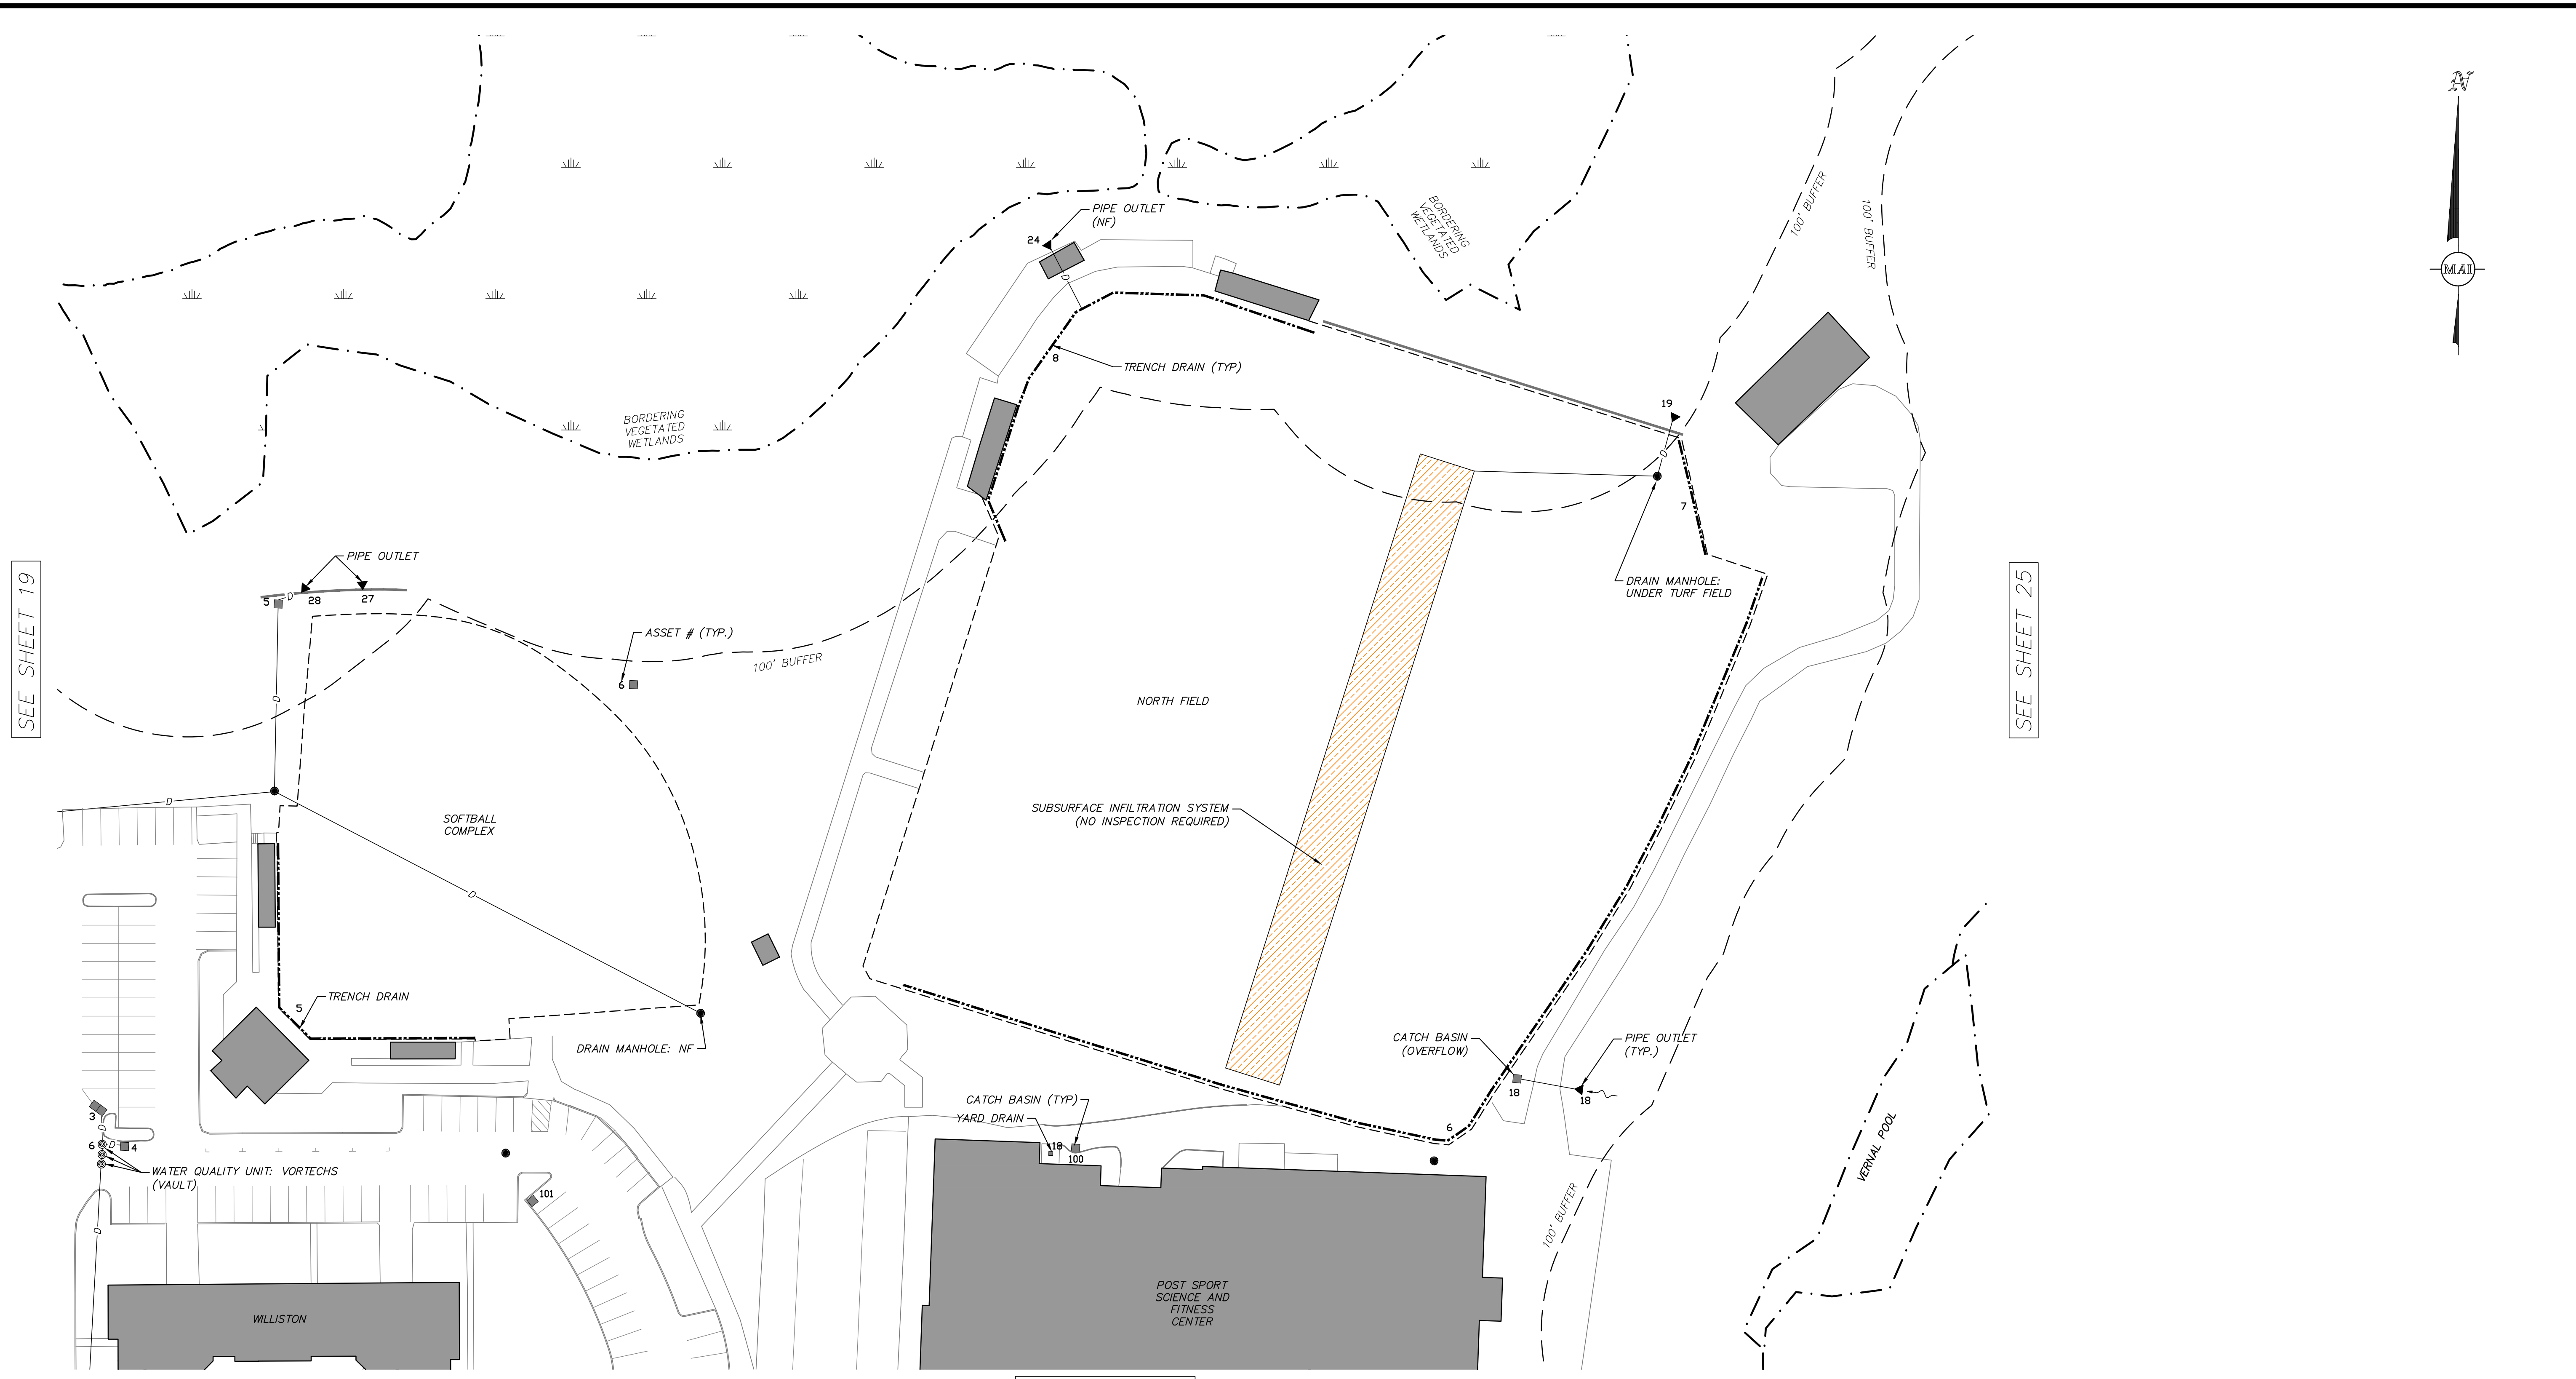 N
MAI
PIPE OUTLET
(NF)
24
D
BORDERING
VEGETATED
WETLANDS
100' BUFFER
100' BUFFER
8
TRENCH DRAIN (TYP)
19
D
7
BORDERING
VEGETATED
WETLANDS
PIPE OUTLET
5
D
28
27
SEE SHEET 19
SEE SHEET 25
DRAIN MANHOLE:
UNDER TURF FIELD
ASSET # (TYP.)
6
100' BUFFER
D
NORTH FIELD
D
SOFTBALL
COMPLEX
SUBSURFACE INFILTRATION SYSTEM
(NO INSPECTION REQUIRED)
D
TRENCH DRAIN
5
DRAIN MANHOLE: NF
CATCH BASIN
(OVERFLOW)
PIPE OUTLET
(TYP.)
18
18
CATCH BASIN (TYP)
YARD DRAIN
18
100
6
3
D
6
D
4
WATER QUALITY UNIT: VORTECHS
(VAULT)
101
D
VERNAL POOL
100' BUFFER
WILLISTON
POST SPORT
SCIENCE AND
FITNESS
CENTER